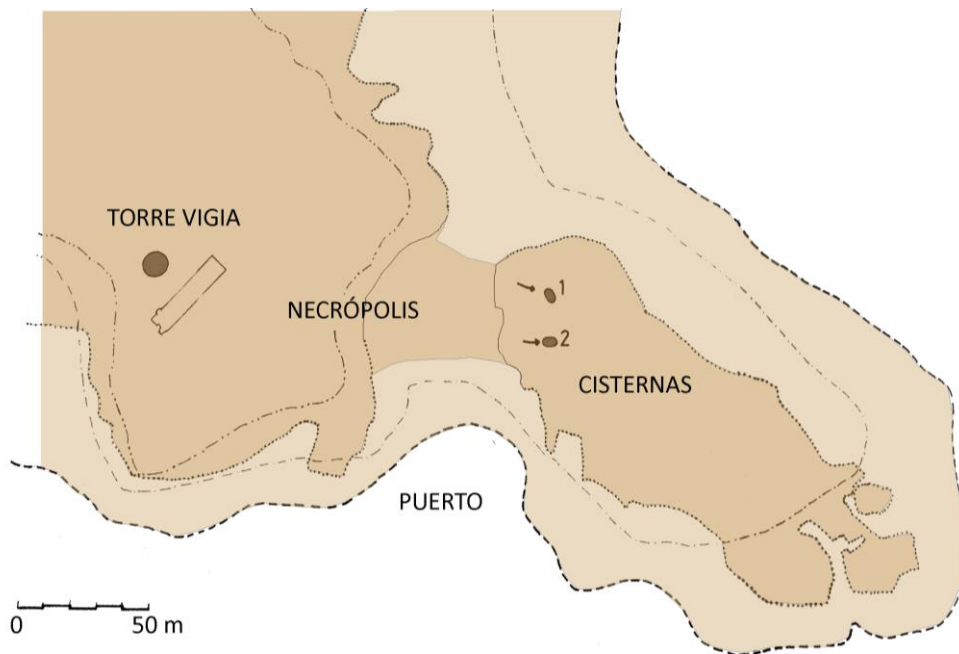 TORRE VIGIA
1
NECRÓPOLIS
2
CISTERNAS
PUERTO
0 50 m